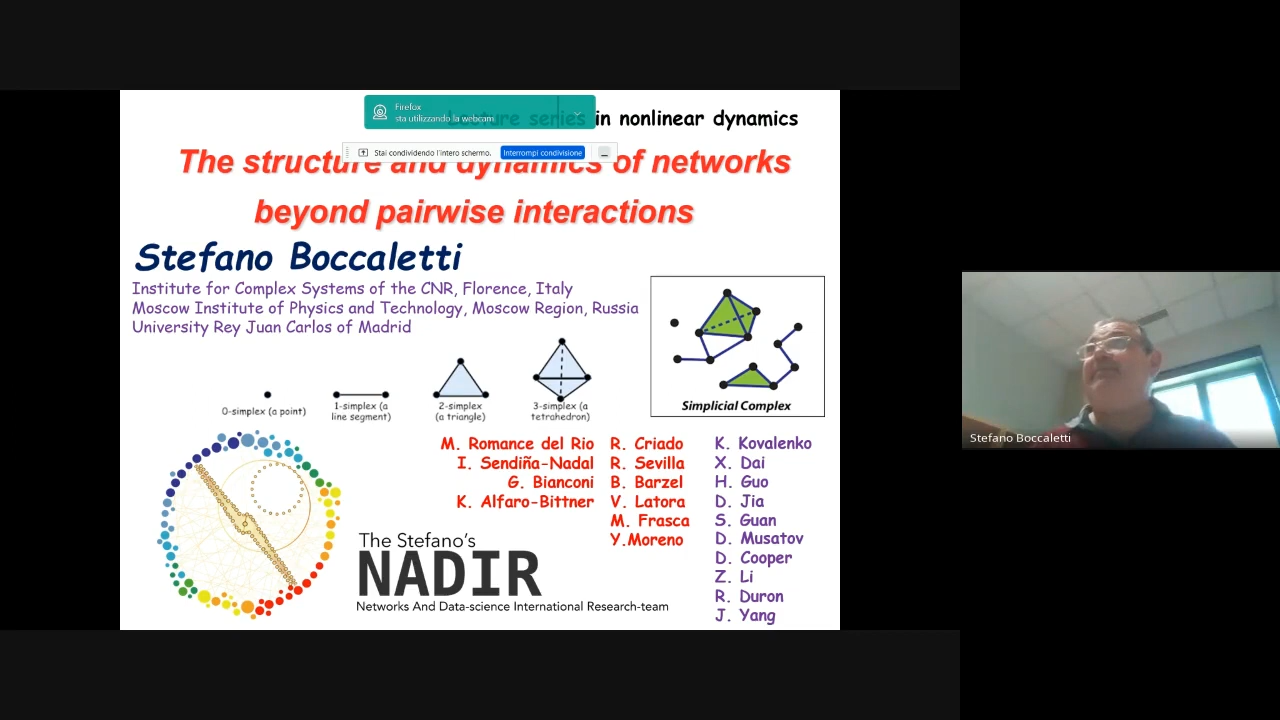 Firefox
sta utilizzando la webcam
Lecture series in nonlinear dynamics
Stai condividendo l'intero schermo. Interrompi condivisione
The structure and dynamics of networks
beyond pairwise interactions
Stefano Boccaletti
Institute for Complex Systems of the CNR, Florence, Italy
Moscow Institute of Physics and Technology, Moscow Region, Russia
University Rey Juan Carlos of Madrid
0-simplex (a point)
1-simplex (a
line segment)
2-simplex
(a triangle)
3-simplex (a
tetrahedron)
Simplicial Complex
M. Romance del Rio
I. Sendiña-Nadal
G. Bianconi
K. Alfaro-Bittner
R. Criado
R. Sevilla
B. Barzel
V. Latora
M. Frasca
Y.Moreno
K. Kovalenko
X. Dai
H. Guo
D. Jia
S. Guan
D. Musatov
D. Cooper
Z. Li
R. Duron
J. Yang
The Stefano's
NADIR
Networks And Data-science International Research-team
Stefano Boccaletti